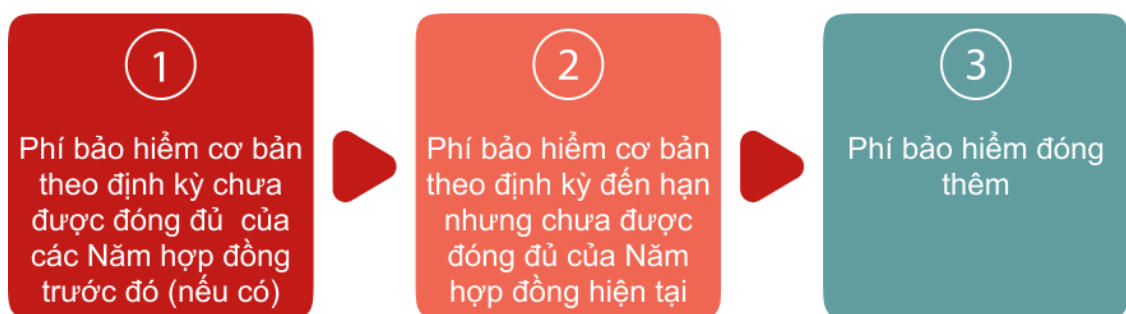 1
Phí bảo hiểm cơ bản
theo định kỳ chưa
được đóng đủ của
các Năm hợp đồng
trước đó (nếu có)
2
Phí bảo hiểm cơ bản
theo định kỳ đến hạn
nhưng chưa được
đóng đủ của Năm
hợp đồng hiện tại
3
Phí bảo hiểm đóng
thêm